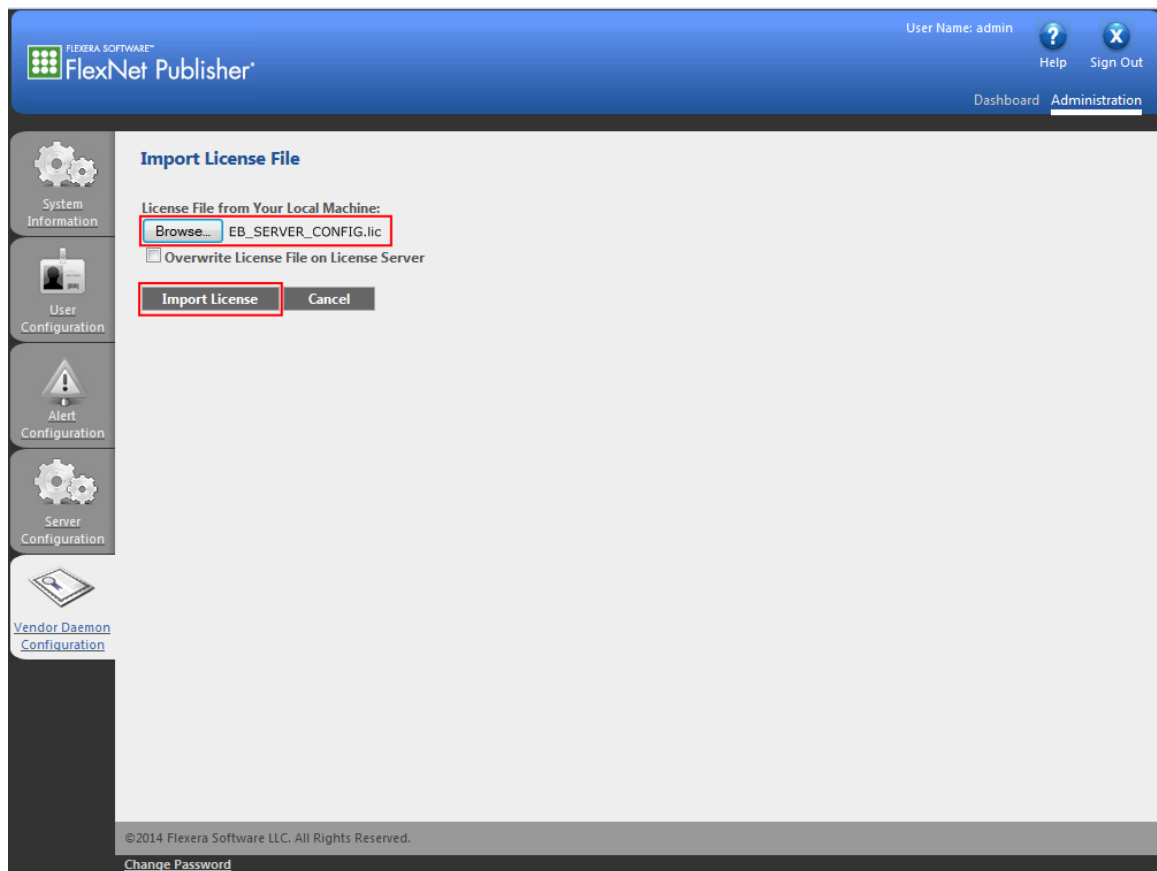 User Name: admin
FLEXERA SOFTWARE™
FlexNet Publisher®
Help
Sign Out
Dashboard Administration
System
Information
User
Configuration
Alert
Configuration
Server
Configuration
Vendor Daemon
Configuration
Import License File
License File from Your Local Machine:
Browse... EB_SERVER_CONFIG.lic
Overwrite License File on License Server
Import License Cancel
©2014 Flexera Software LLC. All Rights Reserved.
Change Password